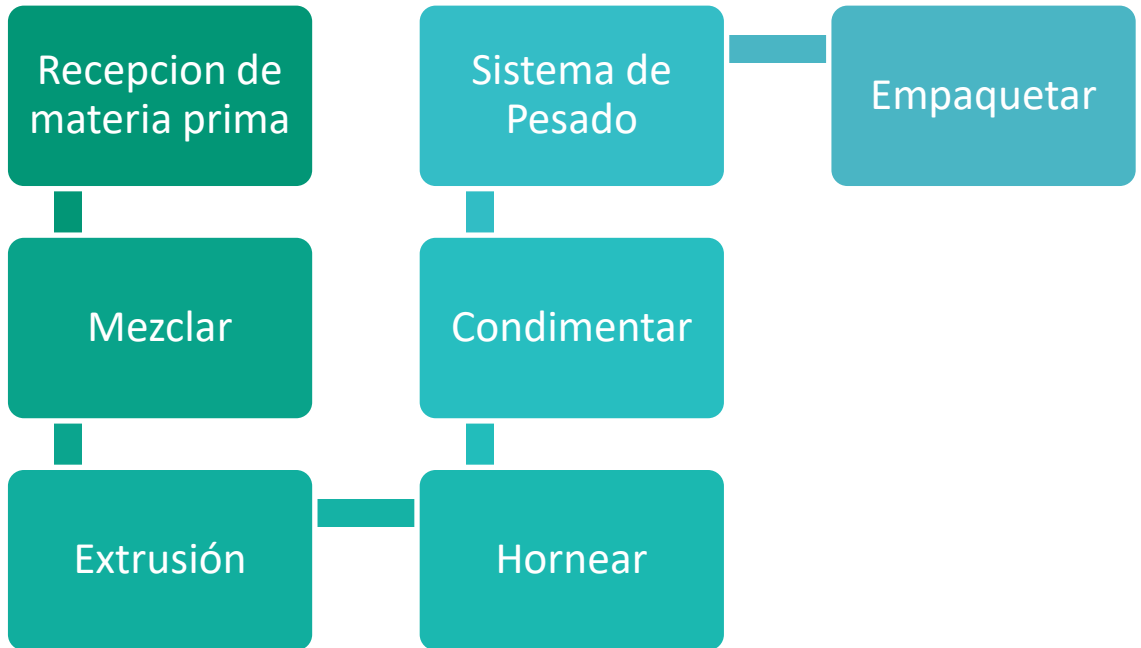 Recepcion de
materia prima
Mezclar
Extrusión
Hornear
Condimentar
Sistema de
Pesado
Empaquetar